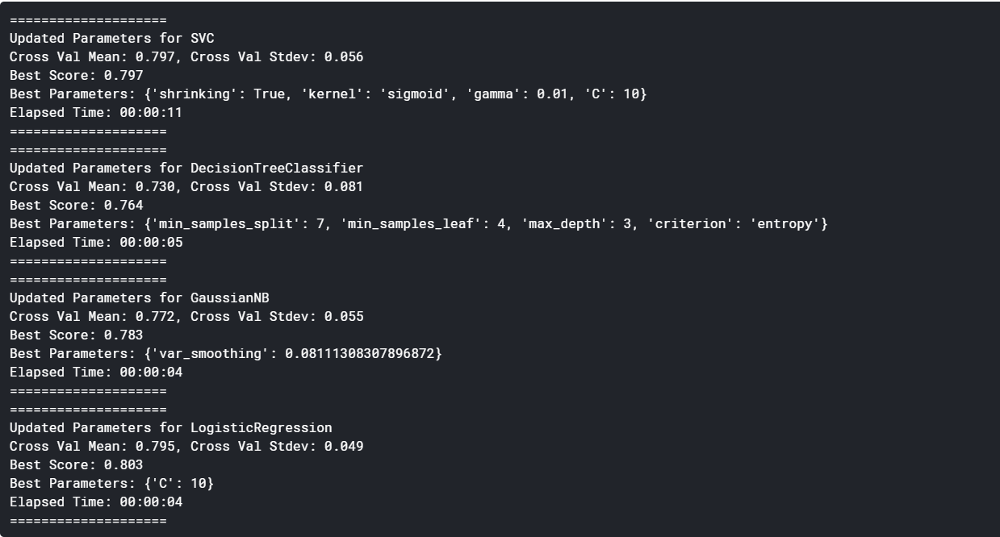 ====================
Updated Parameters for SVC
Cross Val Mean: 0.797, Cross Val Stdev: 0.056
Best Score: 0.797
Best Parameters: {'shrinking': True, 'kernel': 'sigmoid', 'gamma': 0.01, 'C': 10}
Elapsed Time: 00:00:11
====================
====================
Updated Parameters for DecisionTreeClassifier
Cross Val Mean: 0.730, Cross Val Stdev: 0.081
Best Score: 0.764
Best Parameters: {'min_samples_split': 7, 'min_samples_leaf': 4, 'max_depth': 3, 'criterion': 'entropy'}
Elapsed Time: 00:00:05
====================
====================
Updated Parameters for GaussianNB
Cross Val Mean: 0.772, Cross Val Stdev: 0.055
Best Score: 0.783
Best Parameters: {'var_smoothing': 0.08111308307896872}
Elapsed Time: 00:00:04
====================
====================
Updated Parameters for LogisticRegression
Cross Val Mean: 0.795, Cross Val Stdev: 0.049
Best Score: 0.803
Best Parameters: {'C': 10}
Elapsed Time: 00:00:04
====================